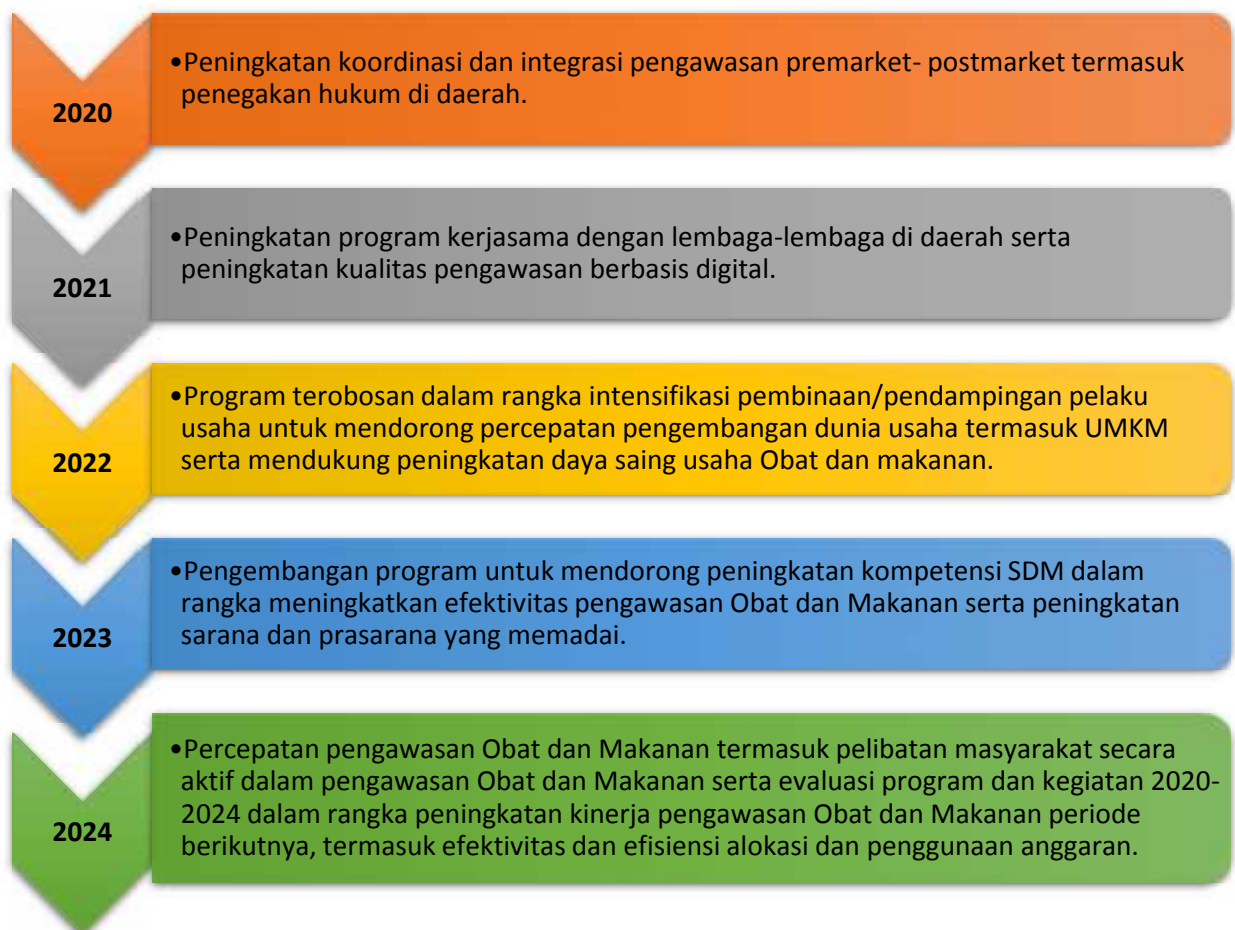 2020
•Peningkatan koordinasi dan integrasi pengawasan premarket- postmarket termasuk
penegakan hukum di daerah.
2021
•Peningkatan program kerjasama dengan lembaga-lembaga di daerah serta
peningkatan kualitas pengawasan berbasis digital.
2022
•Program terobosan dalam rangka intensifikasi pembinaan/pendampingan pelaku
usaha untuk mendorong percepatan pengembangan dunia usaha termasuk UMKM
serta mendukung peningkatan daya saing usaha Obat dan makanan.
2023
•Pengembangan program untuk mendorong peningkatan kompetensi SDM dalam
rangka meningkatkan efektivitas pengawasan Obat dan Makanan serta peningkatan
sarana dan prasarana yang memadai.
2024
•Percepatan pengawasan Obat dan Makanan termasuk pelibatan masyarakat secara
aktif dalam pengawasan Obat dan Makanan serta evaluasi program dan kegiatan 2020-
2024 dalam rangka peningkatan kinerja pengawasan Obat dan Makanan periode
berikutnya, termasuk efektivitas dan efisiensi alokasi dan penggunaan anggaran.